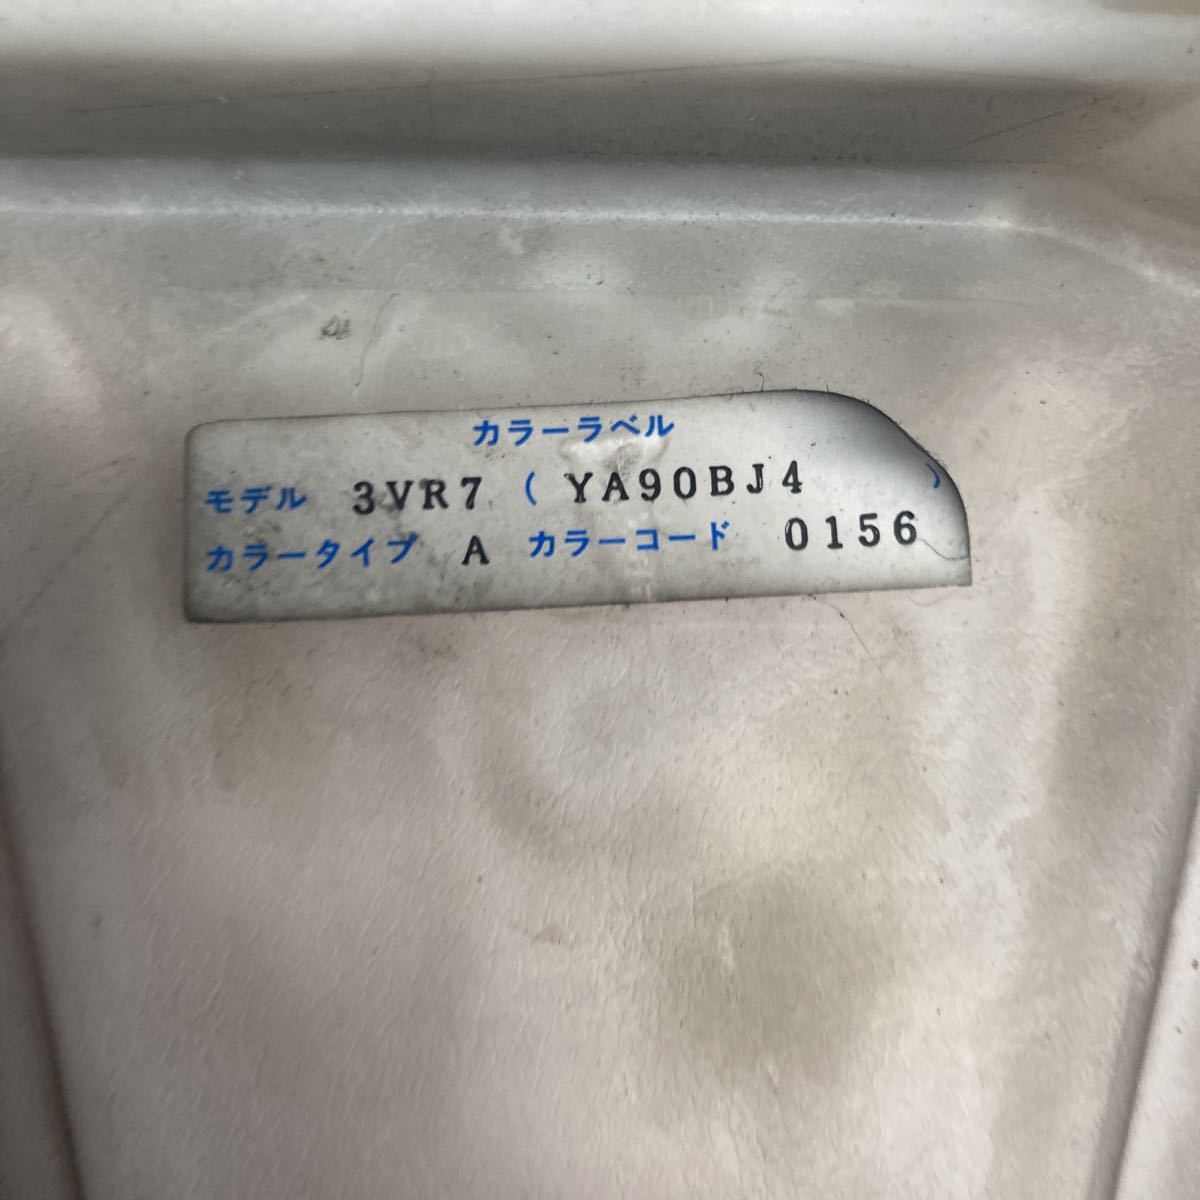 カラーラベル
モデル 3VR7 ( YA90BJ4 )
カラータイプ A カラーコード 0156